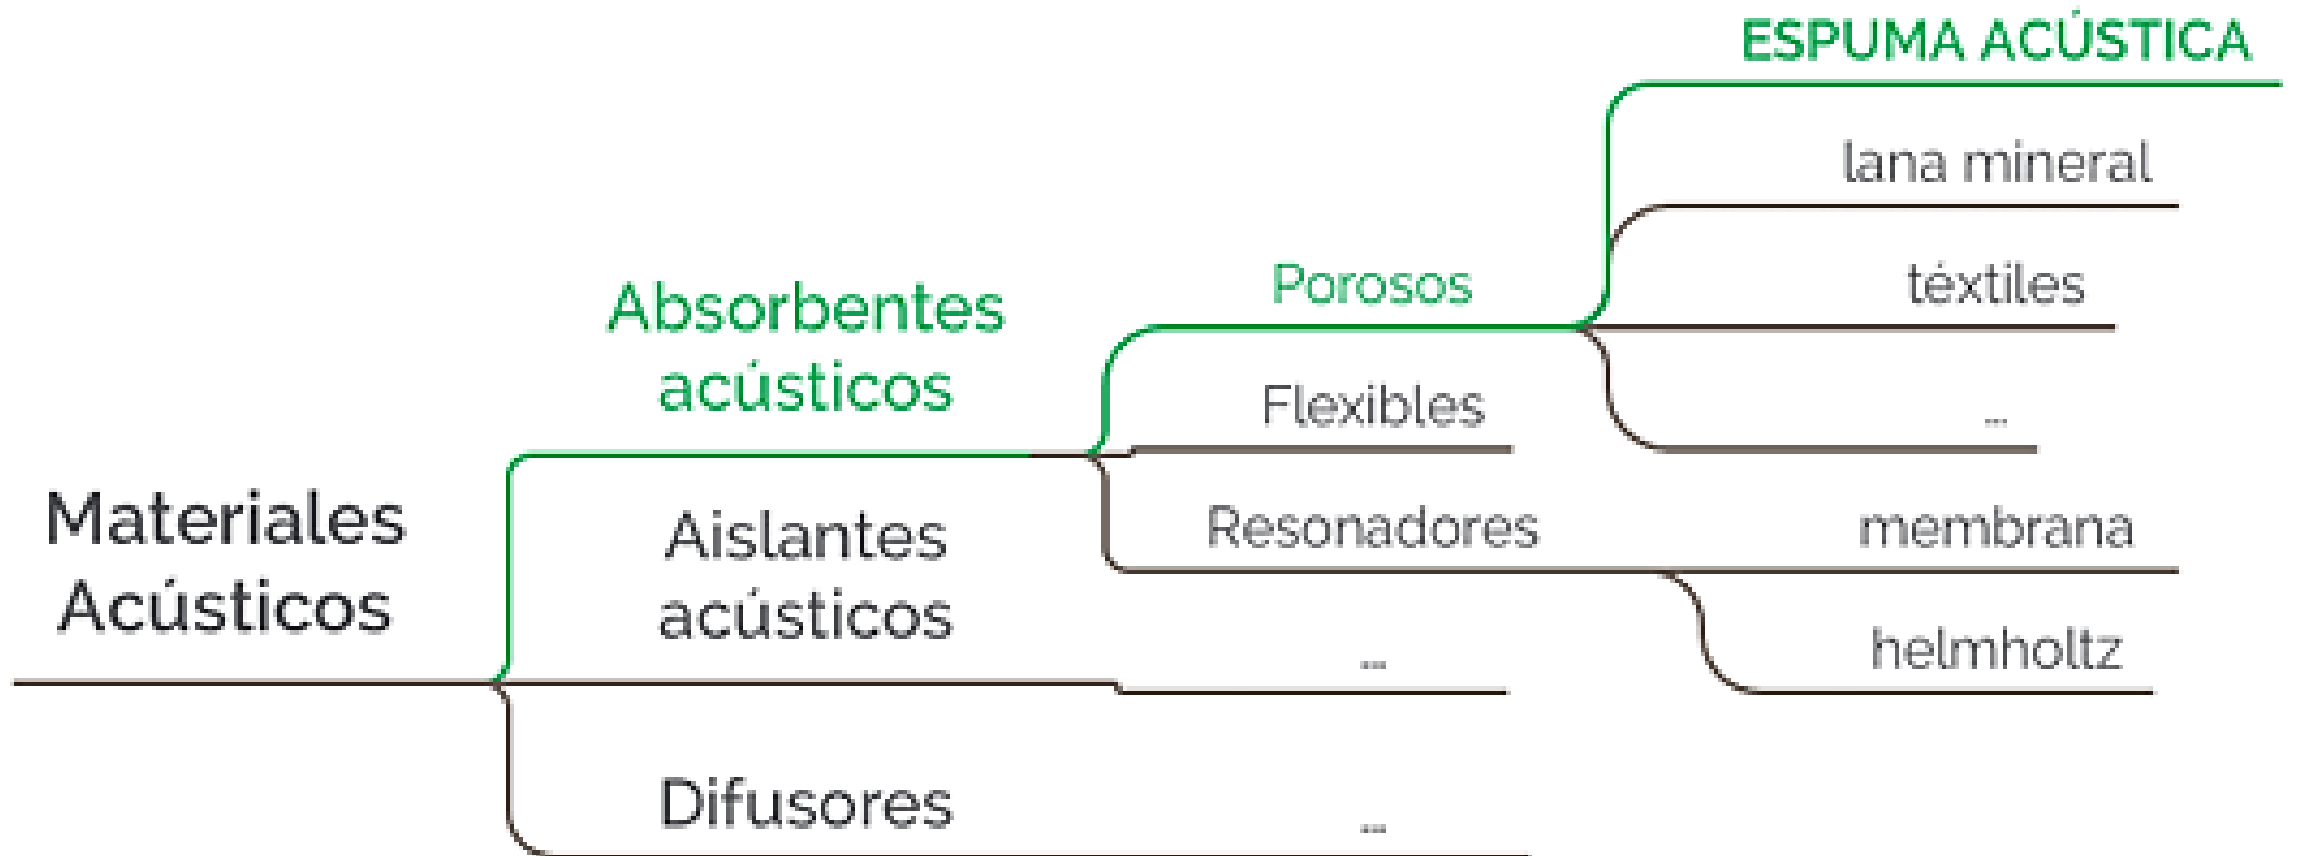 ESPUMA ACÚSTICA
lana mineral
téxtiles
...
Porosos
Flexibles
Absorbentes
acústicos
Resonadores
membrana
helmholtz
Materiales
Acústicos
Aislantes
acústicos
...
Difusores
...